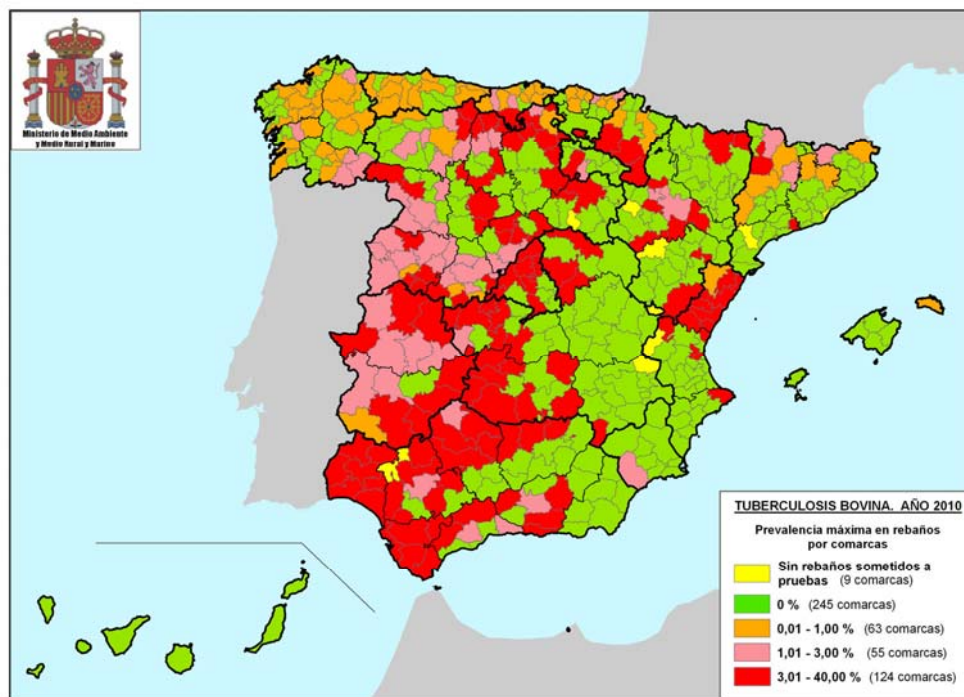 Ministerio de Medio Ambiente
y Medio Rural y Marino
TUBERCULOSIS BOVINA. AÑO 2010
Prevalencia máxima en rebaños
por comarcas
Sin rebaños sometidos a
pruebas (9 comarcas)
0 % (245 comarcas)
0,01 - 1,00 % (63 comarcas)
1,01 - 3,00 % (55 comarcas)
3,01 - 40,00 % (124 comarcas)